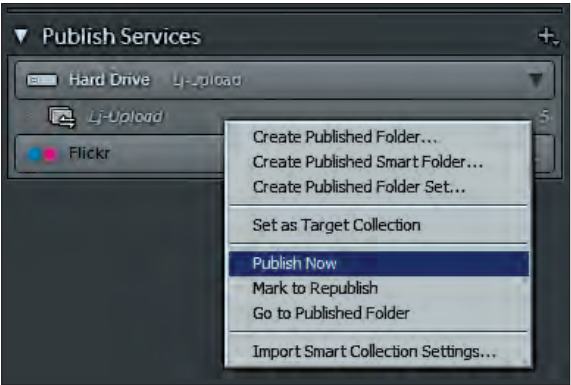 Publish Services
Hard Drive Lj-Upload
Lj-Upload 5
Flickr
Create Published Folder...
Create Published Smart Folder...
Create Published Folder Set...
Set as Target Collection
Publish Now
Mark to Republish
Go to Published Folder
Import Smart Collection Settings...